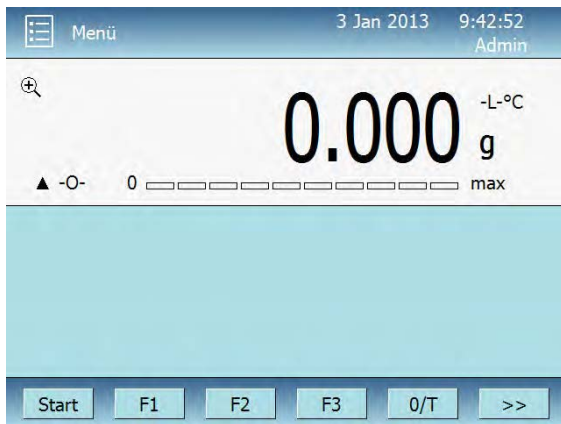 Menü 3 Jan 2013 9:42:52
Admin
0.000 -L-°C
g
▲ -O- 0 max
Start F1 F2 F3 0/T >>